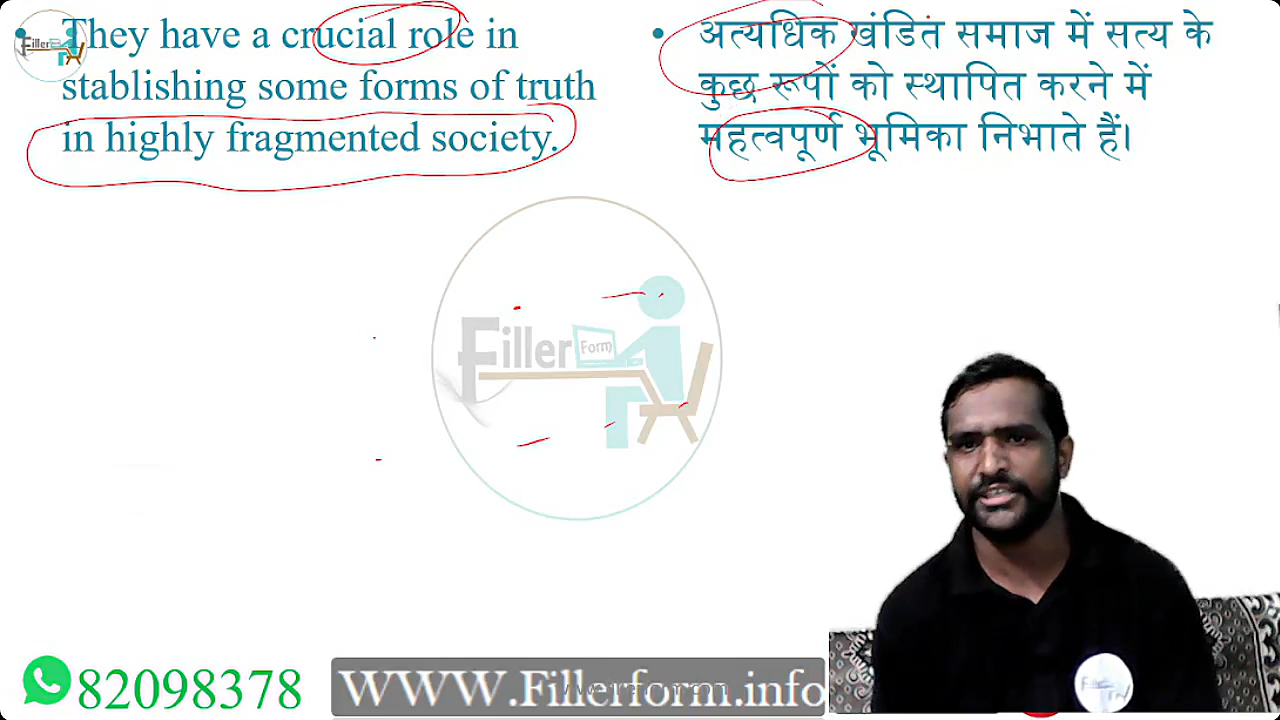 They have a crucial role in
stablishing some forms of truth
in highly fragmented society.
अत्यधिक खंडित समाज में सत्य के
कुछ रूपों को स्थापित करने में
महत्वपूर्ण भूमिका निभाते हैं।
Filler Form
82098378
WWW.Fillerform.info